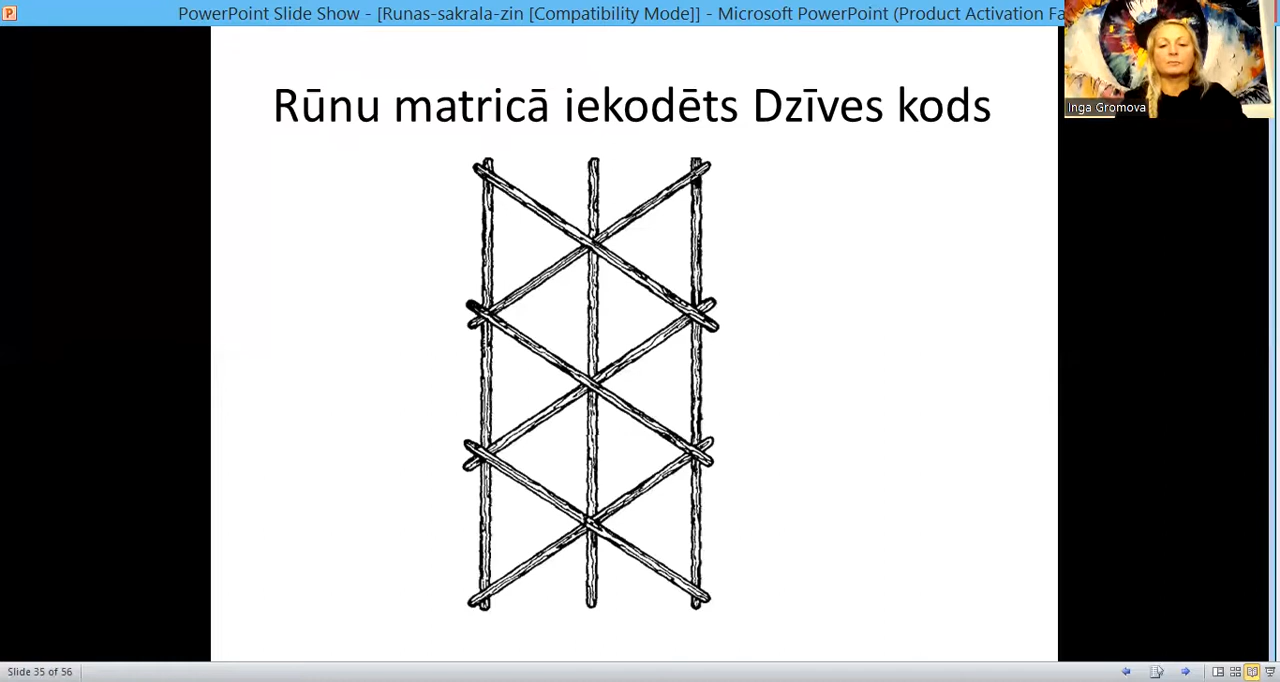 PowerPoint Slide Show - [Runas-sakrala-zin [Compatibility Mode]] - Microsoft PowerPoint (Product Activation Fa
Inga Gromova
Rūnu matricā iekodēts Dzīves kods
Slide 35 of 56